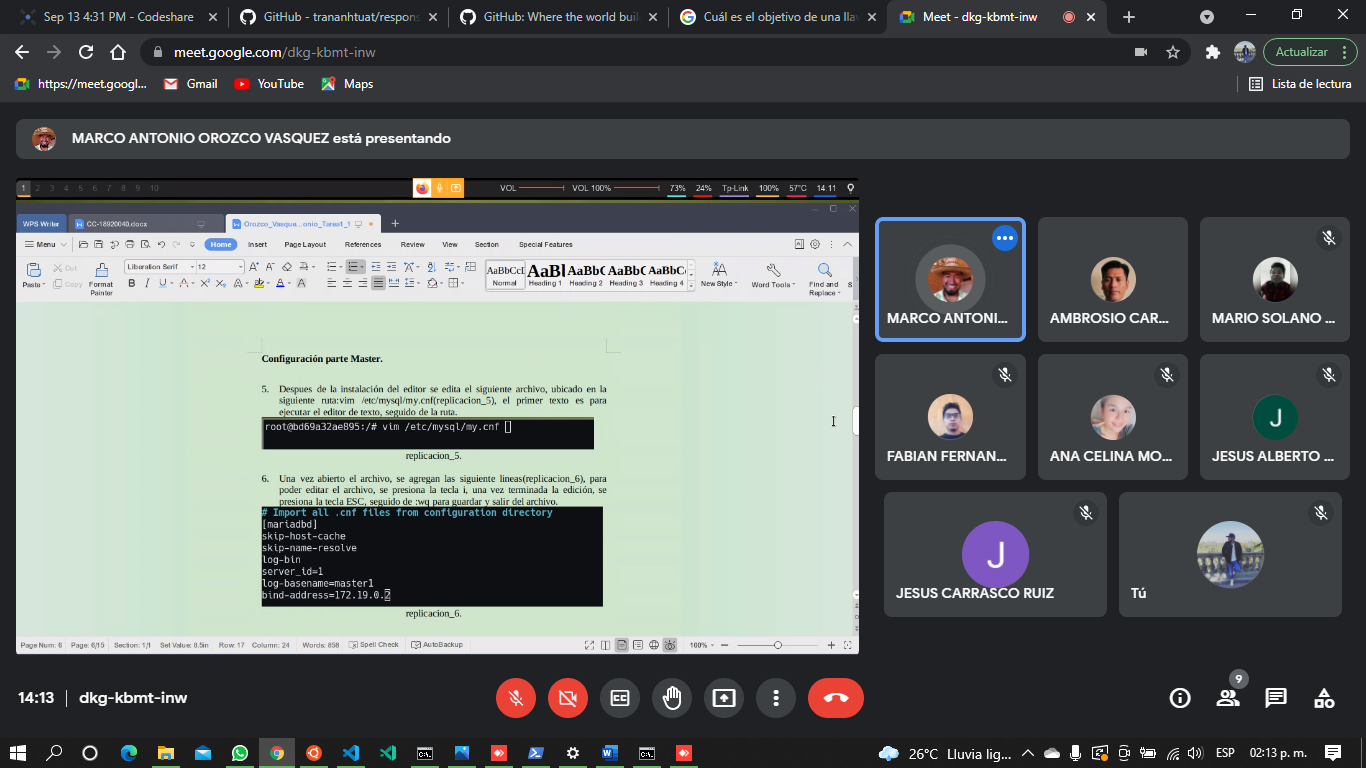 Sep 13 4:31 PM - Codeshare
GitHub - trananhtuat/respons
GitHub: Where the world buil
Cuál es el objetivo de una llav
Meet - dkg-kbmt-inw
meet.google.com/dkg-kbmt-inw
Actualizar
https://meet.googl...
Gmail
YouTube
Maps
Lista de lectura
MARCO ANTONIO OROZCO VASQUEZ está presentando
1 2 3 4 5 6 7 8 9 10
VOL
VOL 100%
73%
24%
Tp-Link
100%
57°C
14.11
WPS Writer
CC-18920040.docx
Orozco_Vasque...onio_Tarea1_1
Menu
Home
Insert
Page Layout
References
Review
View
Section
Special Features
Paste
Cut
Copy
Format
Painter
Liberation Serif
12
AaBbCcI
AaBl
AaBbC
AaBbC
AaBbC
Normal
Heading 1
Heading 2
Heading 3
Heading 4
New Style
Word Tools
Find and
Replace
Configuración parte Master.
5. Despues de la instalación del editor se edita el siguiente archivo, ubicado en la
siguiente ruta:vim /etc/mysql/my.cnf(replicacion_5), el primer texto es para
ejecutar el editor de texto, seguido de la ruta.
root@bd69a32ae895:/# vim /etc/mysql/my.cnf
replicacion_5.
6. Una vez abierto el archivo, se agregan las siguiente lineas(replicacion_6), para
poder editar el archivo, se presiona la tecla i, una vez terminada la edición, se
presiona la tecla ESC, seguido de :wq para guardar y salir del archivo.
# Import all .cnf files from configuration directory
[mariadbd]
skip-host-cache
skip-name-resolve
log-bin
server_id=1
log-basename=master1
bind-address=172.19.0.2
replicacion_6.
Page Num: 6
Page: 6/15
Section: 1/1
Set Value: 8.5in
Row: 17
Column: 24
Words: 858
Spell Check
AutoBackup
100%
MARCO ANTONI...
AMBROSIO CAR...
MARIO SOLANO ...
FABIAN FERNAN...
ANA CELINA MO...
J
JESUS ALBERTO ...
J
JESUS CARRASCO RUIZ
Tú
14:13
dkg-kbmt-inw
9
26°C Lluvia lig...
ESP
02:13 p. m.